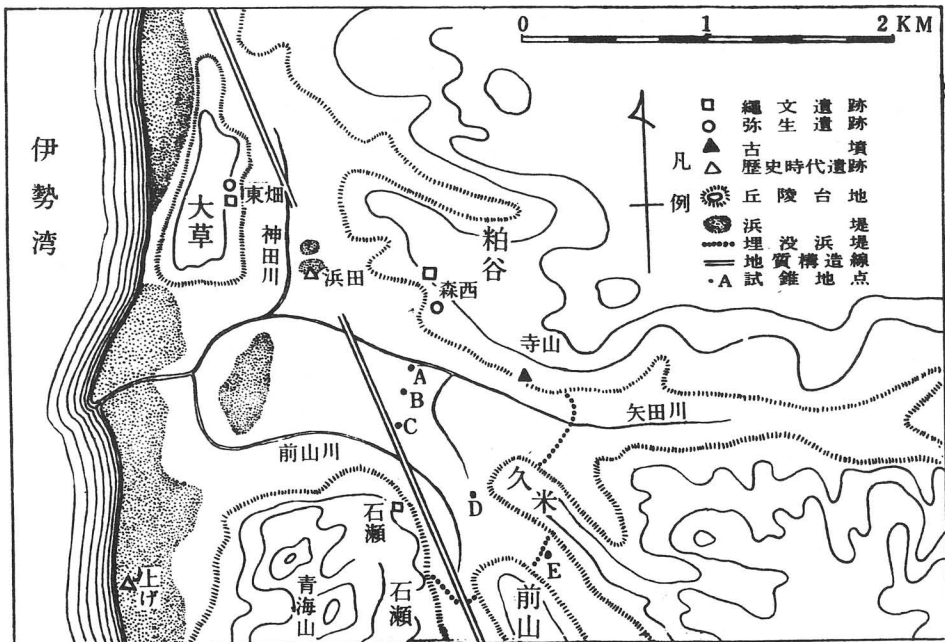 0 1 2 KM
凡例
縄文遺跡
弥生遺跡
古墳
歴史時代遺跡
丘陵台地
浜堤
埋没浜堤
地質構造線
・A 試錐地点
伊勢湾
大草
東畑
神田川
浜田
粕谷
森西
寺山
矢田川
A
B
C
前山川
久米
D
石瀬
E
上げ
青海山
石瀬
前山